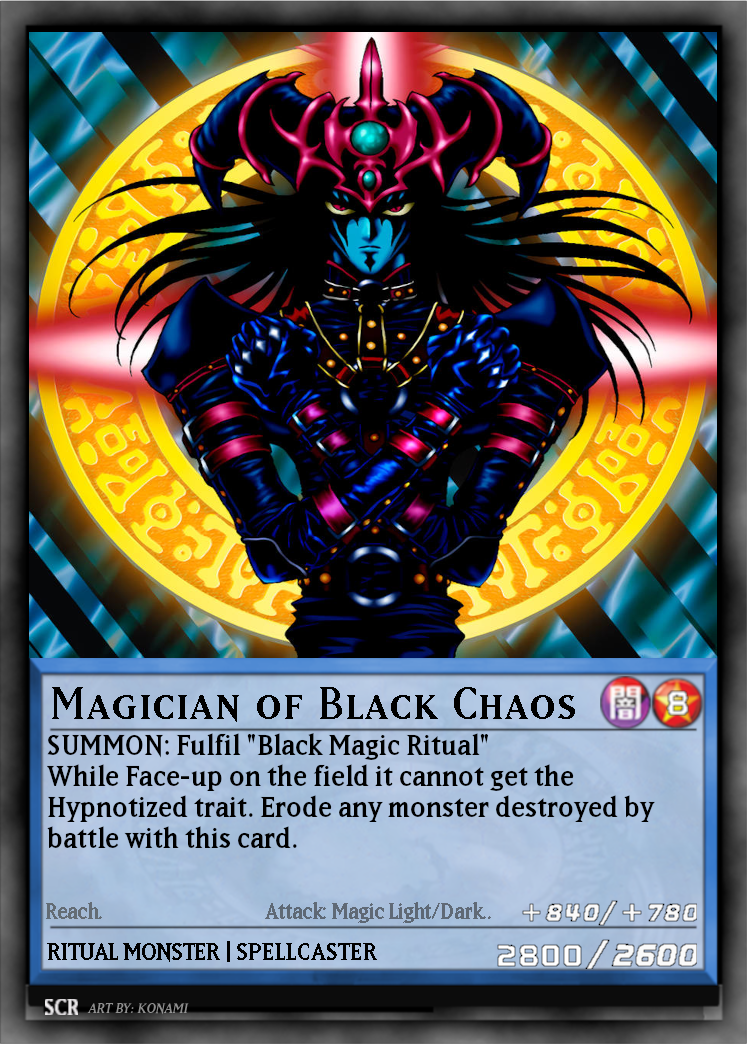 Magician of Black Chaos 闇 8
SUMMON: Fulfil "Black Magic Ritual"
While Face-up on the field it cannot get the
Hypnotized trait. Erode any monster destroyed by
battle with this card.
Reach. Attack: Magic Light/Dark.. +840/+780
RITUAL MONSTER | SPELLCASTER 2800/2600
SCR ART BY: KONAMI